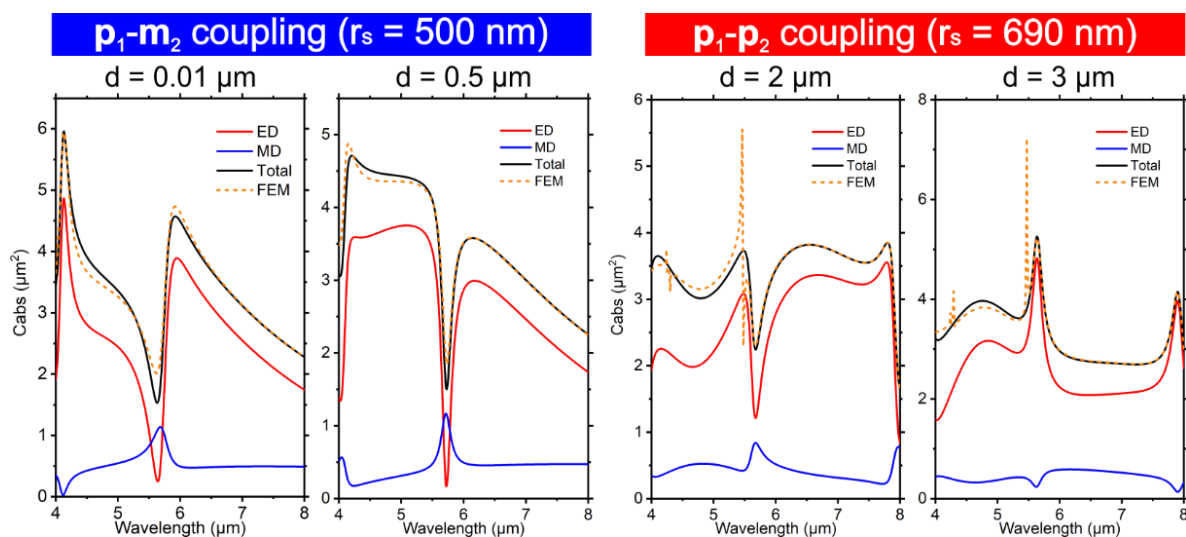 p₁-m₂ coupling (rₛ = 500 nm)
p₁-p₂ coupling (rₛ = 690 nm)
d = 0.01 µm
d = 0.5 µm
d = 2 µm
d = 3 µm
Cabs (µm²)
6
5
4
3
2
1
0
ED
MD
Total
FEM
4 5 6 7 8
Wavelength (µm)
5
4
3
2
1
0
ED
MD
Total
FEM
4 5 6 7 8
Wavelength (µm)
Cabs (µm²)
6
5
4
3
2
1
0
ED
MD
Total
FEM
4 5 6 7 8
Wavelength (µm)
8
6
4
2
0
ED
MD
Total
FEM
4 5 6 7 8
Wavelength (µm)